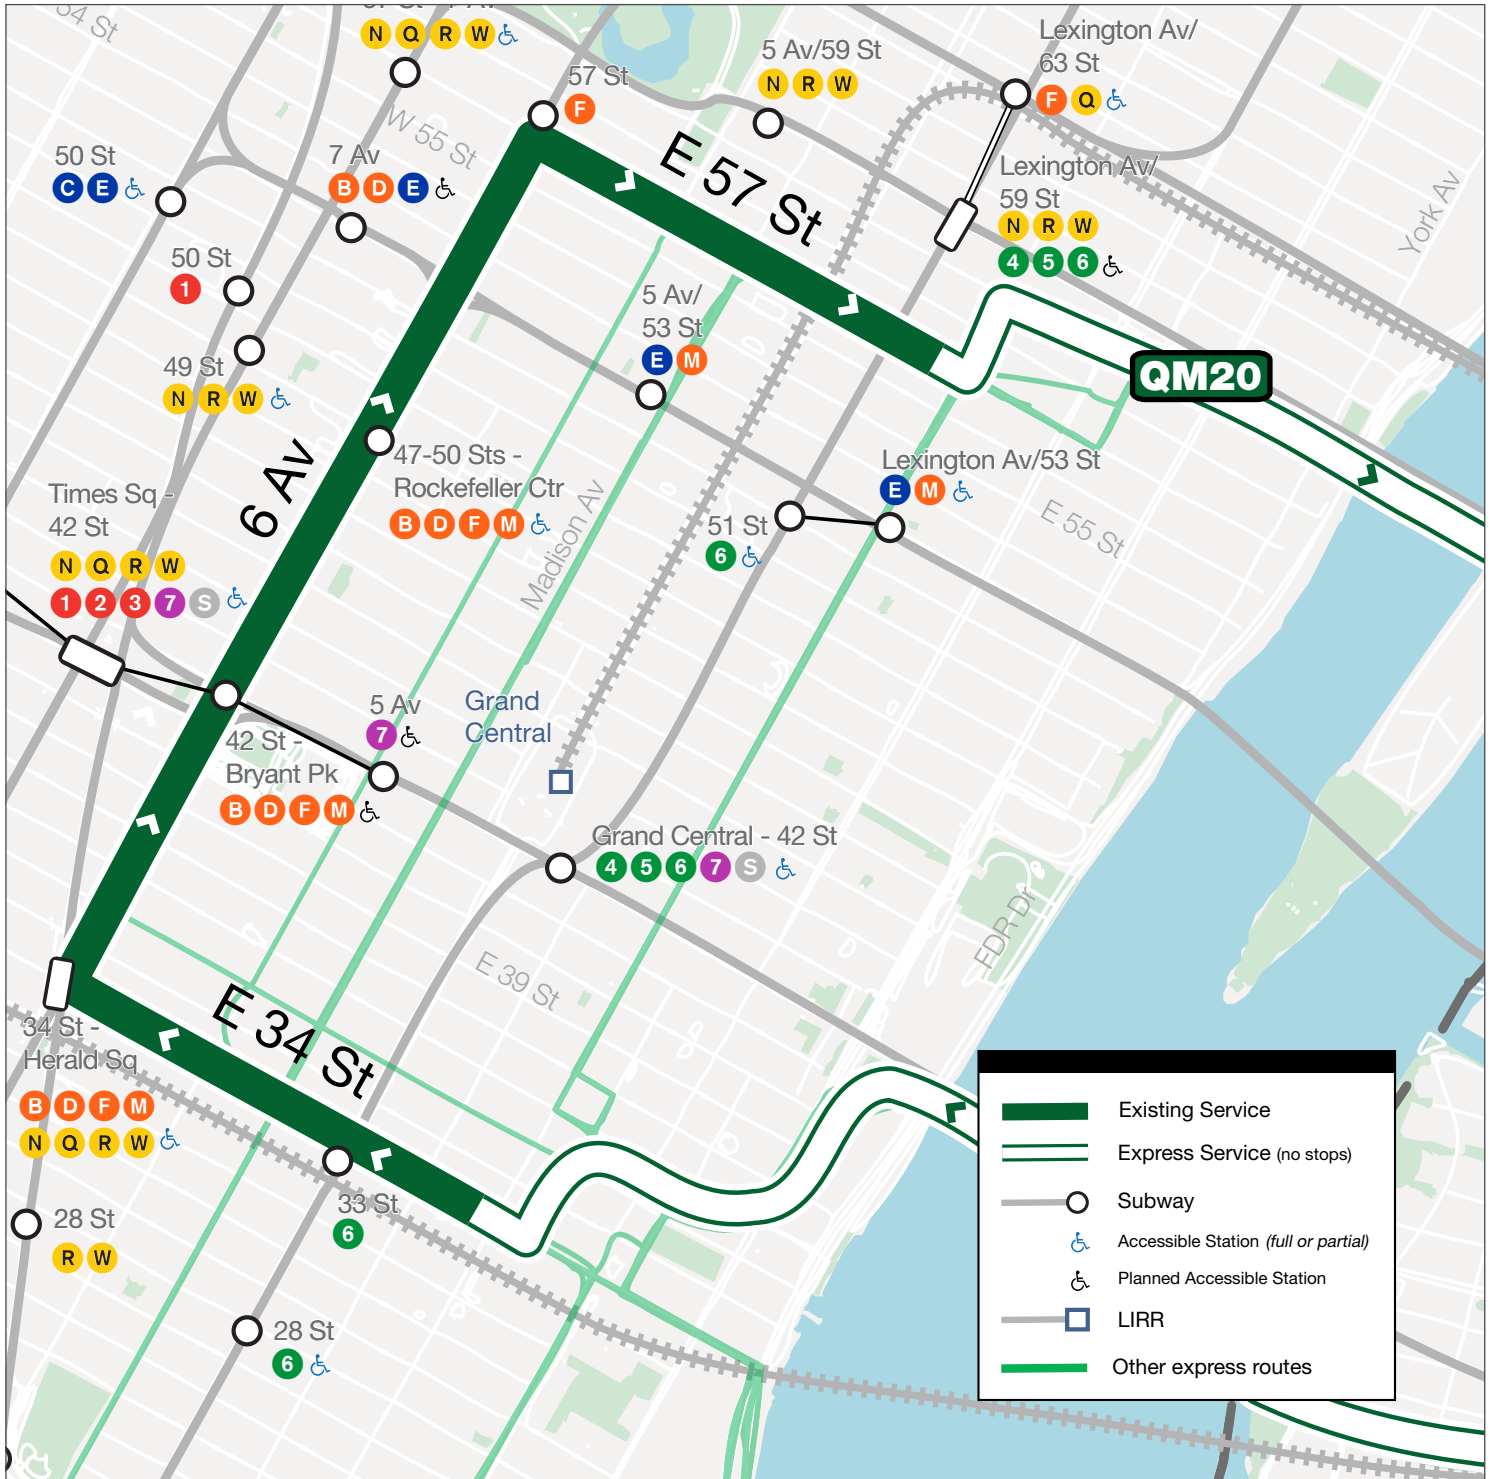 54 St
N Q R W
57 St
F
5 Av/59 St
N R W
Lexington Av/
63 St
F Q
W 55 St
50 St
C E
7 Av
B D E
E 57 St
Lexington Av/
59 St
N R W
4 5 6
York Av
50 St
1
5 Av/
53 St
E M
49 St
N R W
QM20
6 Av
47-50 Sts -
Rockefeller Ctr
B D F M
Madison Av
Lexington Av/53 St
E M
51 St
6
E 55 St
Times Sq -
42 St
N Q R W
1 2 3 7 S
5 Av
7
Grand
Central
42 St -
Bryant Pk
B D F M
Grand Central - 42 St
4 5 6 7 S
FDR Dr
E 39 St
E 34 St
34 St -
Herald Sq
B D F M
N Q R W
33 St
6
28 St
R W
28 St
6
Existing Service
Express Service (no stops)
Subway
Accessible Station (full or partial)
Planned Accessible Station
LIRR
Other express routes